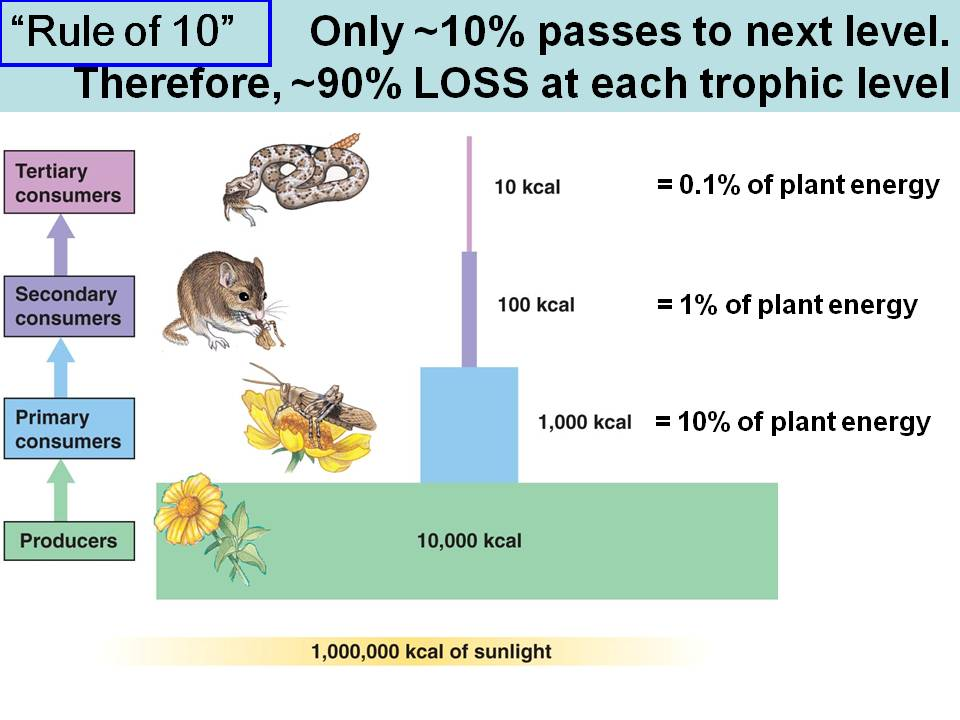 “Rule of 10”
Only ~10% passes to next level.
Therefore, ~90% LOSS at each trophic level
Tertiary
consumers
10 kcal
= 0.1% of plant energy
Secondary
consumers
100 kcal
= 1% of plant energy
Primary
consumers
1,000 kcal
= 10% of plant energy
Producers
10,000 kcal
1,000,000 kcal of sunlight